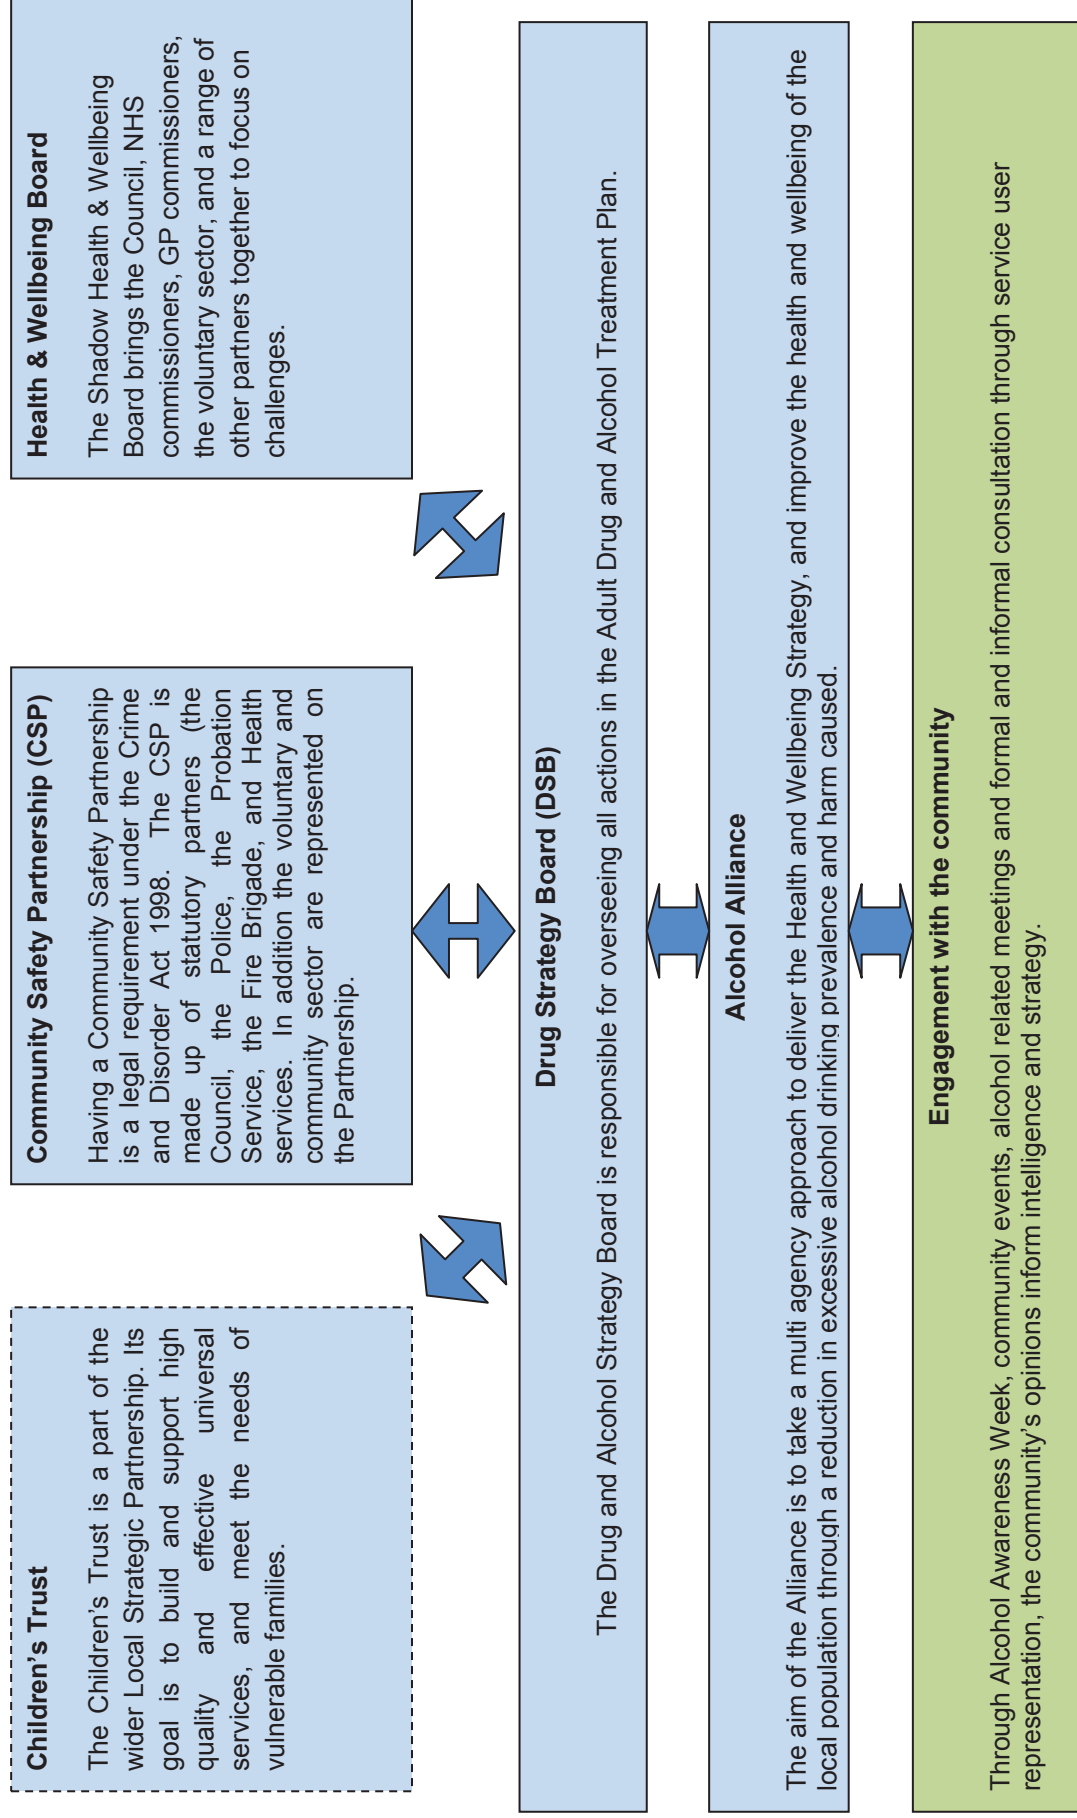 Children's Trust
The Children's Trust is a part of the
wider Local Strategic Partnership. Its
goal is to build and support high
quality and effective universal
services, and meet the needs of
vulnerable families.
Community Safety Partnership (CSP)
Having a Community Safety Partnership
is a legal requirement under the Crime
and Disorder Act 1998. The CSP is
made up of statutory partners (the
Council, the Police, the Probation
Service, the Fire Brigade, and Health
services. In addition the voluntary and
community sector are represented on
the Partnership.
Health & Wellbeing Board
The Shadow Health & Wellbeing
Board brings the Council, NHS
commissioners, GP commissioners,
the voluntary sector, and a range of
other partners together to focus on
challenges.
Drug Strategy Board (DSB)
The Drug and Alcohol Strategy Board is responsible for overseeing all actions in the Adult Drug and Alcohol Treatment Plan.
Alcohol Alliance
The aim of the Alliance is to take a multi agency approach to deliver the Health and Wellbeing Strategy, and improve the health and wellbeing of the
local population through a reduction in excessive alcohol drinking prevalence and harm caused.
Engagement with the community
Through Alcohol Awareness Week, community events, alcohol related meetings and formal and informal consultation through service user
representation, the community's opinions inform intelligence and strategy.